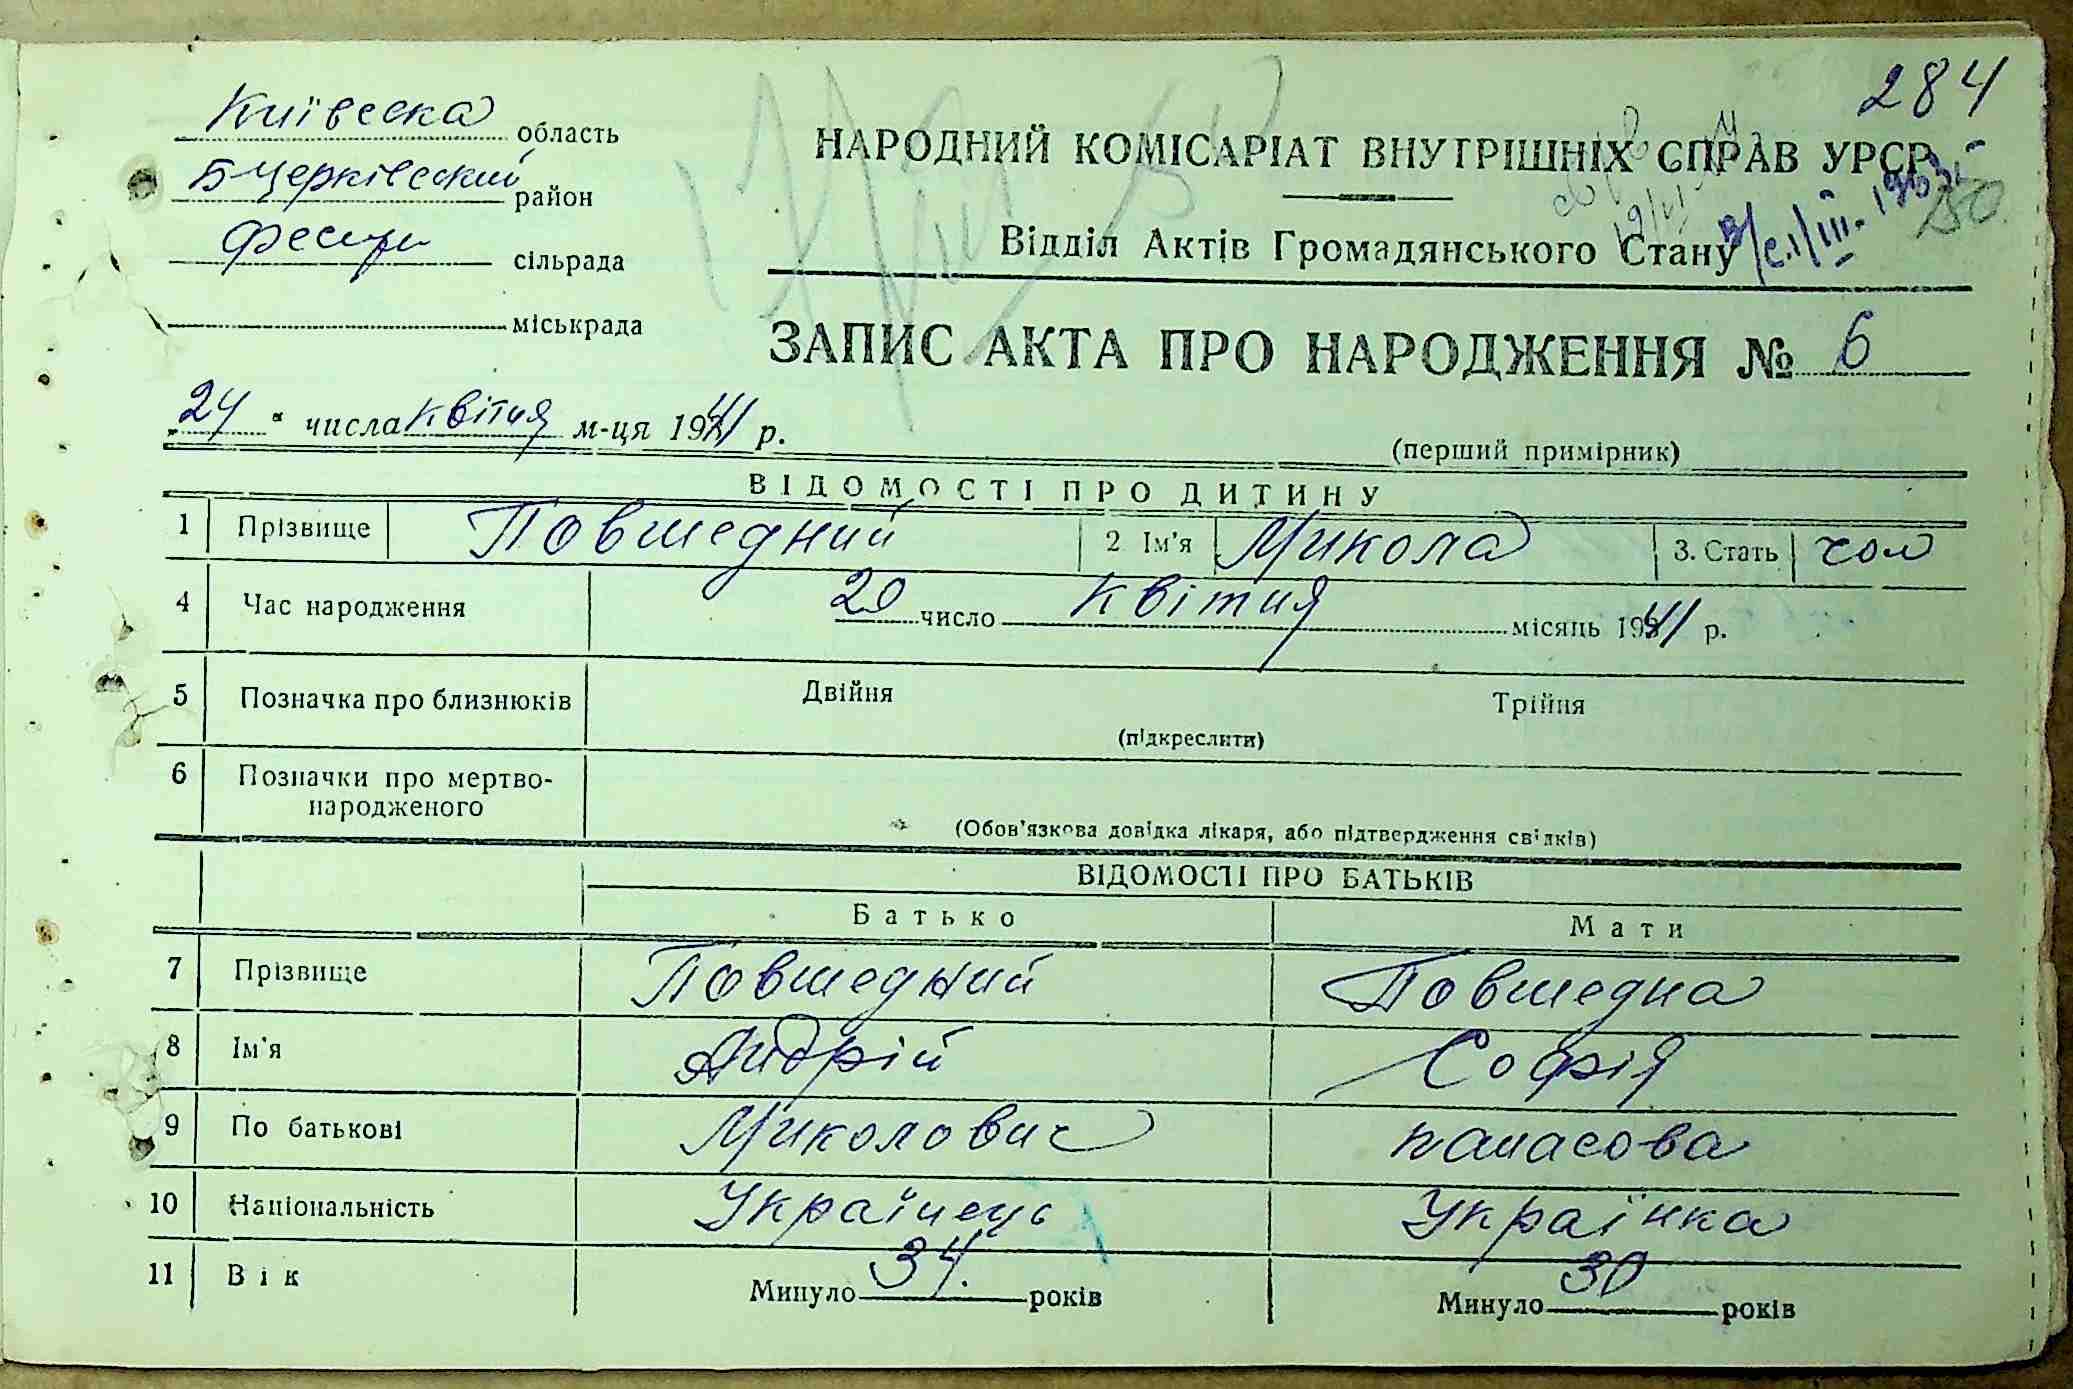 284
Київська область
Б-Церківський район
сільрада
міськрада
НАРОДНИЙ КОМІСАРІАТ ВНУТРІШНІХ СПРАВ УРСР
Відділ Актів Громадянського Стану
ЗАПИС АКТА ПРО НАРОДЖЕННЯ № 6
„24" числа квітня м-ця 1941 р.
(перший примірник)
ВІДОМОСТІ ПРО ДИТИНУ
1 Прізвище Повшедний 2 Ім'я Микола 3. Стать чол
4 Час народження 20 число квітня місяць 1941 р.
5 Позначка про близнюків Двійня Трійня
(підкреслити)
6 Позначки про мертво-
народженого
(Обов'язкова довідка лікаря, або підтвердження свідків)
ВІДОМОСТІ ПРО БАТЬКІВ
Батько Мати
7 Прізвище Повшедний Повшедна
8 Ім'я Андрій Софія
9 По батькові Миколович
10 Національність Українець Українка
11 Вік Минуло 34. років Минуло 30 років